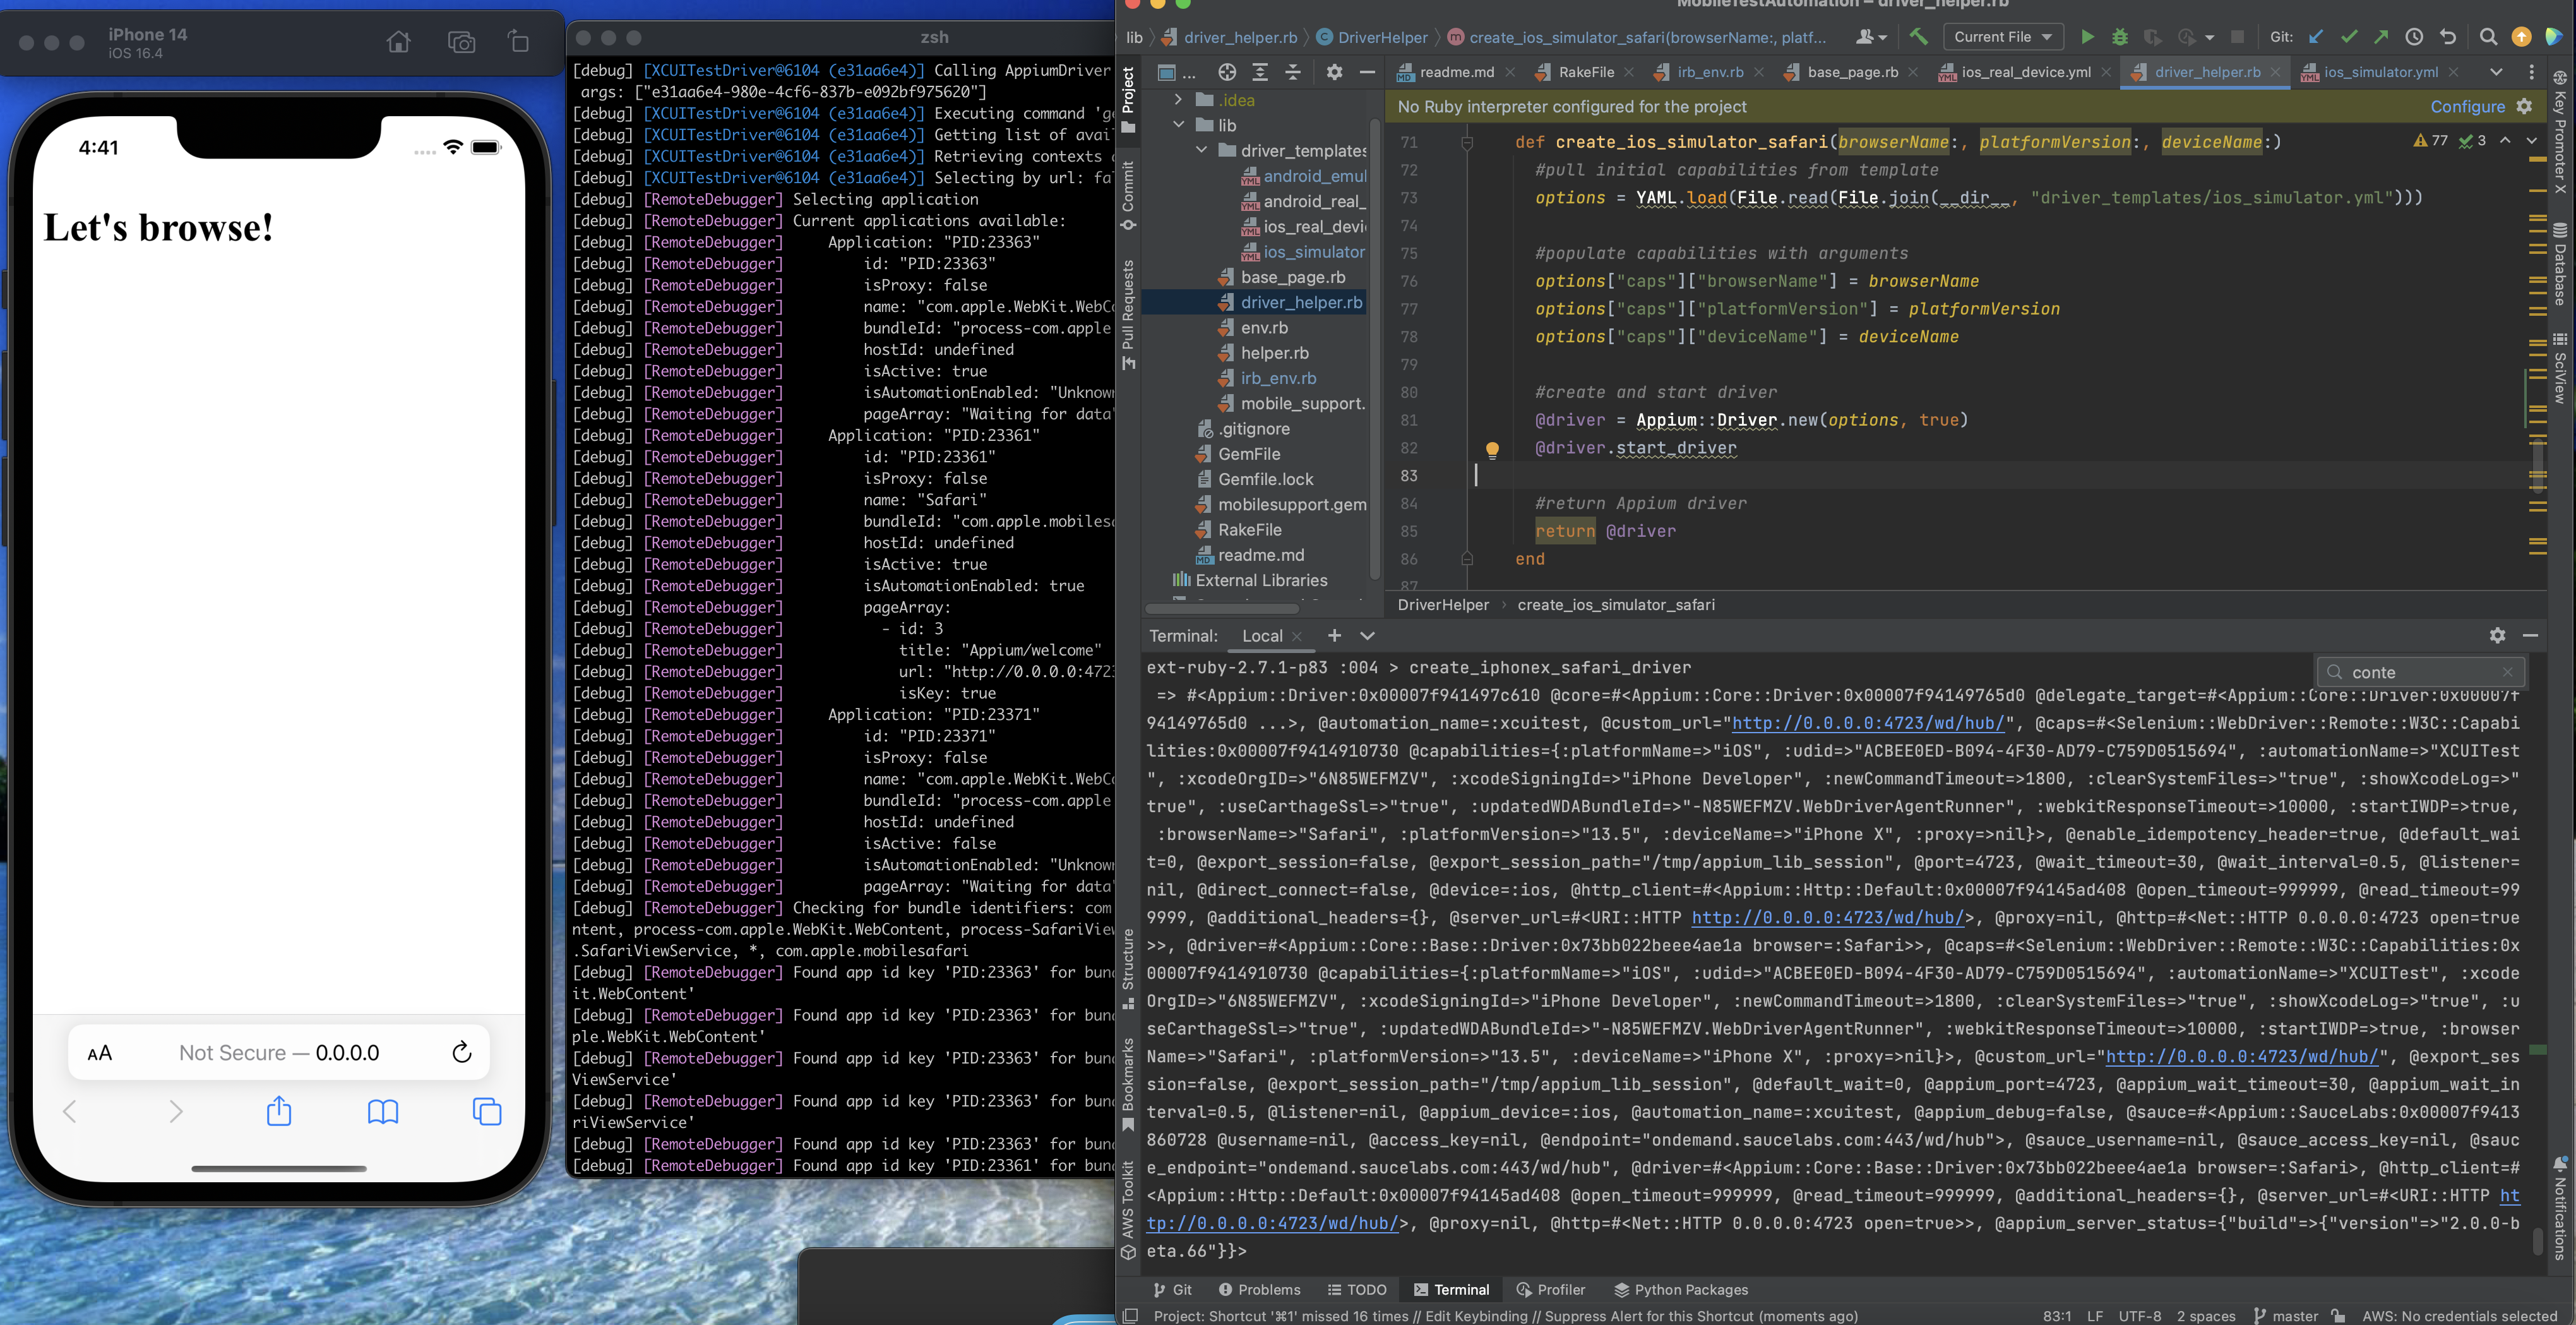 iPhone 14
iOS 16.4
4:41
Let's browse!
AA
Not Secure — 0.0.0.0
zsh
[debug] [XCUITestDriver@6104 (e31aa6e4)] Calling AppiumDriver
args: ["e31aa6e4-980e-4cf6-837b-e092bf975620"]
[debug] [XCUITestDriver@6104 (e31aa6e4)] Executing command 'ge
[debug] [XCUITestDriver@6104 (e31aa6e4)] Getting list of avai
[debug] [XCUITestDriver@6104 (e31aa6e4)] Retrieving contexts
[debug] [XCUITestDriver@6104 (e31aa6e4)] Selecting by url: fal
[debug] [RemoteDebugger] Selecting application
[debug] [RemoteDebugger] Current applications available:
[debug] [RemoteDebugger] Application: "PID:23363"
[debug] [RemoteDebugger] id: "PID:23363"
[debug] [RemoteDebugger] isProxy: false
[debug] [RemoteDebugger] name: "com.apple.WebKit.WebCo
[debug] [RemoteDebugger] bundleId: "process-com.apple
[debug] [RemoteDebugger] hostId: undefined
[debug] [RemoteDebugger] isActive: true
[debug] [RemoteDebugger] isAutomationEnabled: "Unknown
[debug] [RemoteDebugger] pageArray: "Waiting for data"
[debug] [RemoteDebugger] Application: "PID:23361"
[debug] [RemoteDebugger] id: "PID:23361"
[debug] [RemoteDebugger] isProxy: false
[debug] [RemoteDebugger] name: "Safari"
[debug] [RemoteDebugger] bundleId: "com.apple.mobilesa
[debug] [RemoteDebugger] hostId: undefined
[debug] [RemoteDebugger] isActive: true
[debug] [RemoteDebugger] isAutomationEnabled: true
[debug] [RemoteDebugger] pageArray:
[debug] [RemoteDebugger] - id: 3
[debug] [RemoteDebugger] title: "Appium/welcome"
[debug] [RemoteDebugger] url: "http://0.0.0.0:472
[debug] [RemoteDebugger] isKey: true
[debug] [RemoteDebugger] Application: "PID:23371"
[debug] [RemoteDebugger] id: "PID:23371"
[debug] [RemoteDebugger] isProxy: false
[debug] [RemoteDebugger] name: "com.apple.WebKit.WebCo
[debug] [RemoteDebugger] bundleId: "process-com.apple
[debug] [RemoteDebugger] hostId: undefined
[debug] [RemoteDebugger] isActive: false
[debug] [RemoteDebugger] isAutomationEnabled: "Unknown
[debug] [RemoteDebugger] pageArray: "Waiting for data"
[debug] [RemoteDebugger] Checking for bundle identifiers: com
ntent, process-com.apple.WebKit.WebContent, process-SafariView
.SafariViewService, *, com.apple.mobilesafari
[debug] [RemoteDebugger] Found app id key 'PID:23363' for bun
it.WebContent'
[debug] [RemoteDebugger] Found app id key 'PID:23363' for bun
ple.WebKit.WebContent'
[debug] [RemoteDebugger] Found app id key 'PID:23363' for bun
ViewService'
[debug] [RemoteDebugger] Found app id key 'PID:23363' for bun
riViewService'
[debug] [RemoteDebugger] Found app id key 'PID:23363' for bun
[debug] [RemoteDebugger] Found app id key 'PID:23361' for bun
MobileTestAutomation – driver_helper.rb
lib driver_helper.rb DriverHelper create_ios_simulator_safari(browserName:, platf... Current File Git:
Project
Commit
Pull Requests
Structure
Bookmarks
AWS Toolkit
readme.md RakeFile irb_env.rb base_page.rb ios_real_device.yml driver_helper.rb ios_simulator.yml
No Ruby interpreter configured for the project Configure
.idea
lib
driver_templates
android_emul
android_real_
ios_real_devi
ios_simulator
base_page.rb
driver_helper.rb
env.rb
helper.rb
irb_env.rb
mobile_support.
.gitignore
GemFile
Gemfile.lock
mobilesupport.gem
RakeFile
readme.md
External Libraries
77 3
71 def create_ios_simulator_safari(browserName:, platformVersion:, deviceName:)
72 #pull initial capabilities from template
73 options = YAML.load(File.read(File.join(__dir__, "driver_templates/ios_simulator.yml")))
74
75 #populate capabilities with arguments
76 options["caps"]["browserName"] = browserName
77 options["caps"]["platformVersion"] = platformVersion
78 options["caps"]["deviceName"] = deviceName
79
80 #create and start driver
81 @driver = Appium::Driver.new(options, true)
82 @driver.start_driver
83
84 #return Appium driver
85 return @driver
86 end
87
DriverHelper create_ios_simulator_safari
Key Promoter X
Database
SciView
Notifications
Terminal: Local
conte
ext-ruby-2.7.1-p83 :004 > create_iphonex_safari_driver
=> #<Appium::Driver:0x00007f941497c610 @core=#<Appium::Core::Driver:0x00007f94149765d0 @delegate_target=#<Appium::Core::Driver:0x00007f
94149765d0 ...>, @automation_name=:xcuitest, @custom_url="http://0.0.0.0:4723/wd/hub/", @caps=#<Selenium::WebDriver::Remote::W3C::Capabi
lities:0x00007f9414910730 @capabilities={:platformName=>"iOS", :udid=>"ACBEE0ED-B094-4F30-AD79-C759D0515694", :automationName=>"XCUITest
", :xcodeOrgID=>"6N85WEFMZV", :xcodeSigningId=>"iPhone Developer", :newCommandTimeout=>1800, :clearSystemFiles=>"true", :showXcodeLog=>"
true", :useCarthageSsl=>"true", :updatedWDABundleId=>"-N85WEFMZV.WebDriverAgentRunner", :webkitResponseTimeout=>10000, :startIWDP=>true,
:browserName=>"Safari", :platformVersion=>"13.5", :deviceName=>"iPhone X", :proxy=>nil}>, @enable_idempotency_header=true, @default_wai
t=0, @export_session=false, @export_session_path="/tmp/appium_lib_session", @port=4723, @wait_timeout=30, @wait_interval=0.5, @listener=
nil, @direct_connect=false, @device=:ios, @http_client=#<Appium::Http::Default:0x00007f94145ad408 @open_timeout=999999, @read_timeout=99
9999, @additional_headers={}, @server_url=#<URI::HTTP http://0.0.0.0:4723/wd/hub/>, @proxy=nil, @http=#<Net::HTTP 0.0.0.0:4723 open=true
>>, @driver=#<Appium::Core::Base::Driver:0x73bb022beee4ae1a browser=:Safari>>, @caps=#<Selenium::WebDriver::Remote::W3C::Capabilities:0x
00007f9414910730 @capabilities={:platformName=>"iOS", :udid=>"ACBEE0ED-B094-4F30-AD79-C759D0515694", :automationName=>"XCUITest", :xcode
OrgID=>"6N85WEFMZV", :xcodeSigningId=>"iPhone Developer", :newCommandTimeout=>1800, :clearSystemFiles=>"true", :showXcodeLog=>"true", :u
seCarthageSsl=>"true", :updatedWDABundleId=>"-N85WEFMZV.WebDriverAgentRunner", :webkitResponseTimeout=>10000, :startIWDP=>true, :browser
Name=>"Safari", :platformVersion=>"13.5", :deviceName=>"iPhone X", :proxy=>nil}>, @custom_url="http://0.0.0.0:4723/wd/hub/", @export_ses
sion=false, @export_session_path="/tmp/appium_lib_session", @default_wait=0, @appium_port=4723, @appium_wait_timeout=30, @appium_wait_in
terval=0.5, @listener=nil, @appium_device=:ios, @automation_name=:xcuitest, @appium_debug=false, @sauce=#<Appium::SauceLabs:0x00007f9413
860728 @username=nil, @access_key=nil, @endpoint="ondemand.saucelabs.com:443/wd/hub">, @sauce_username=nil, @sauce_access_key=nil, @sauc
e_endpoint="ondemand.saucelabs.com:443/wd/hub", @driver=#<Appium::Core::Base::Driver:0x73bb022beee4ae1a browser=:Safari>, @http_client=#
<Appium::Http::Default:0x00007f94145ad408 @open_timeout=999999, @read_timeout=999999, @additional_headers={}, @server_url=#<URI::HTTP ht
tp://0.0.0.0:4723/wd/hub/>, @proxy=nil, @http=#<Net::HTTP 0.0.0.0:4723 open=true>>, @appium_server_status={"build"=>{"version"=>"2.0.0-b
eta.66"}}>
Git Problems TODO Terminal Profiler Python Packages
Project: Shortcut '⌘1' missed 16 times // Edit Keybinding // Suppress Alert for this Shortcut (moments ago) 83:1 LF UTF-8 2 spaces master AWS: No credentials selected